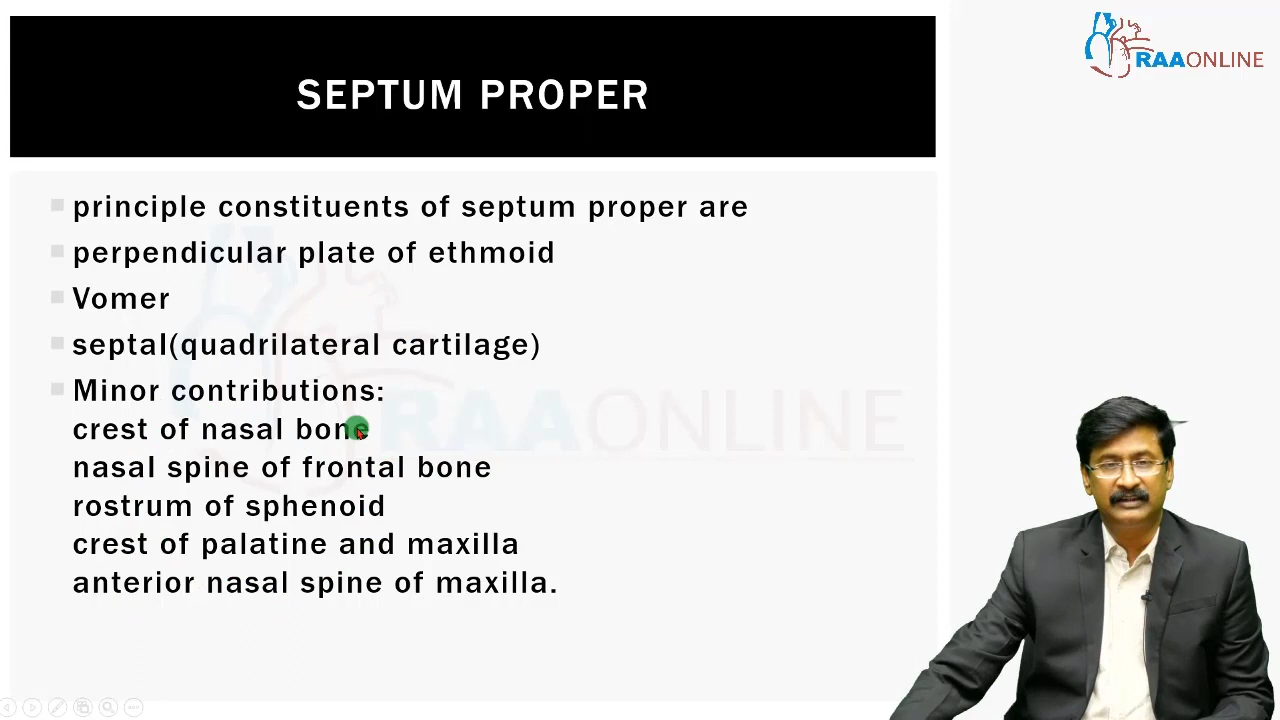 SEPTUM PROPER
RAAONLINE
principle constituents of septum proper are
perpendicular plate of ethmoid
Vomer
septal(quadrilateral cartilage)
Minor contributions:
crest of nasal bone
nasal spine of frontal bone
rostrum of sphenoid
crest of palatine and maxilla
anterior nasal spine of maxilla.
RAAONLINE